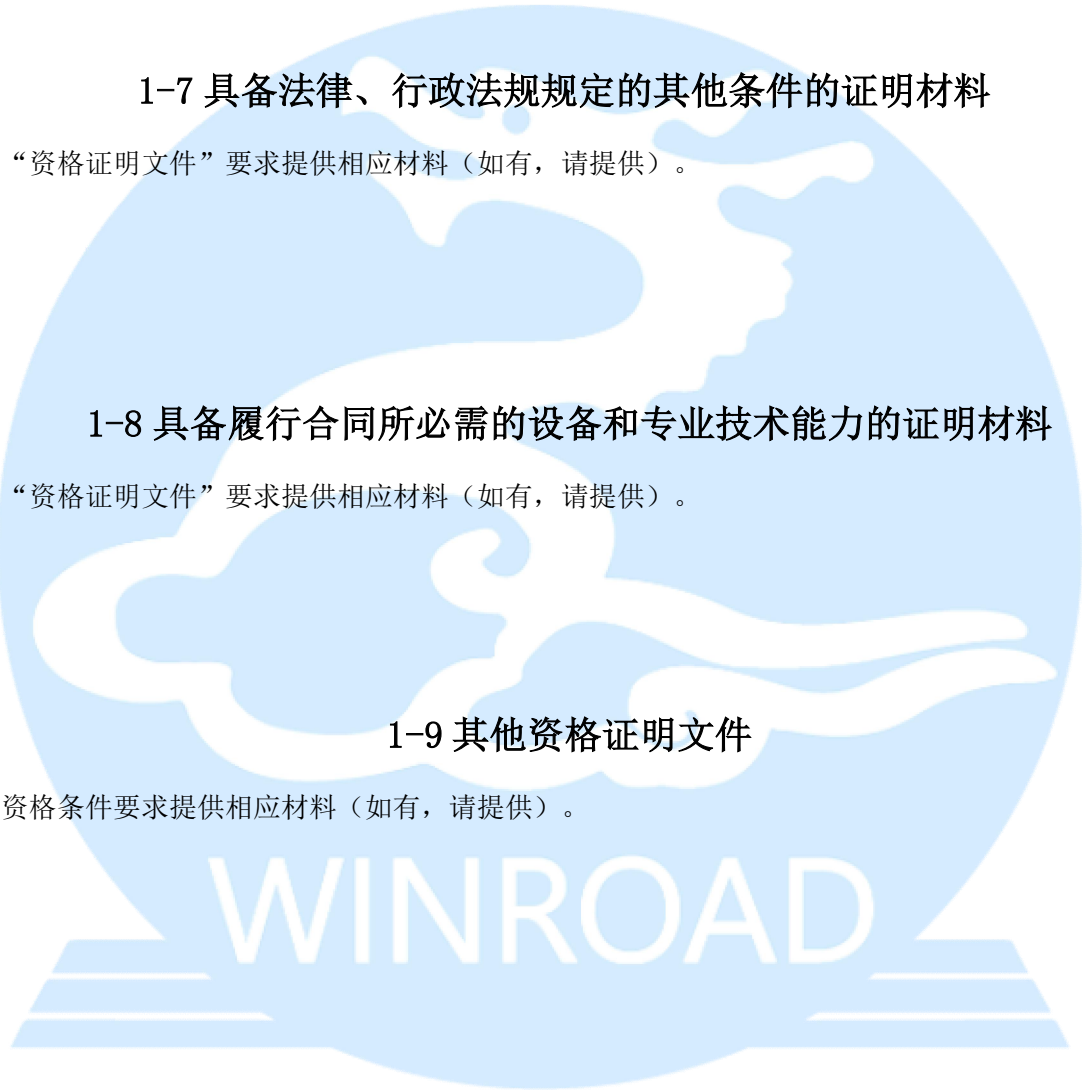 1-7 具备法律、行政法规规定的其他条件的证明材料
“资格证明文件”要求提供相应材料（如有，请提供）。
1-8 具备履行合同所必需的设备和专业技术能力的证明材料
“资格证明文件”要求提供相应材料（如有，请提供）。
1-9 其他资格证明文件
资格条件要求提供相应材料（如有，请提供）。
WINROAD